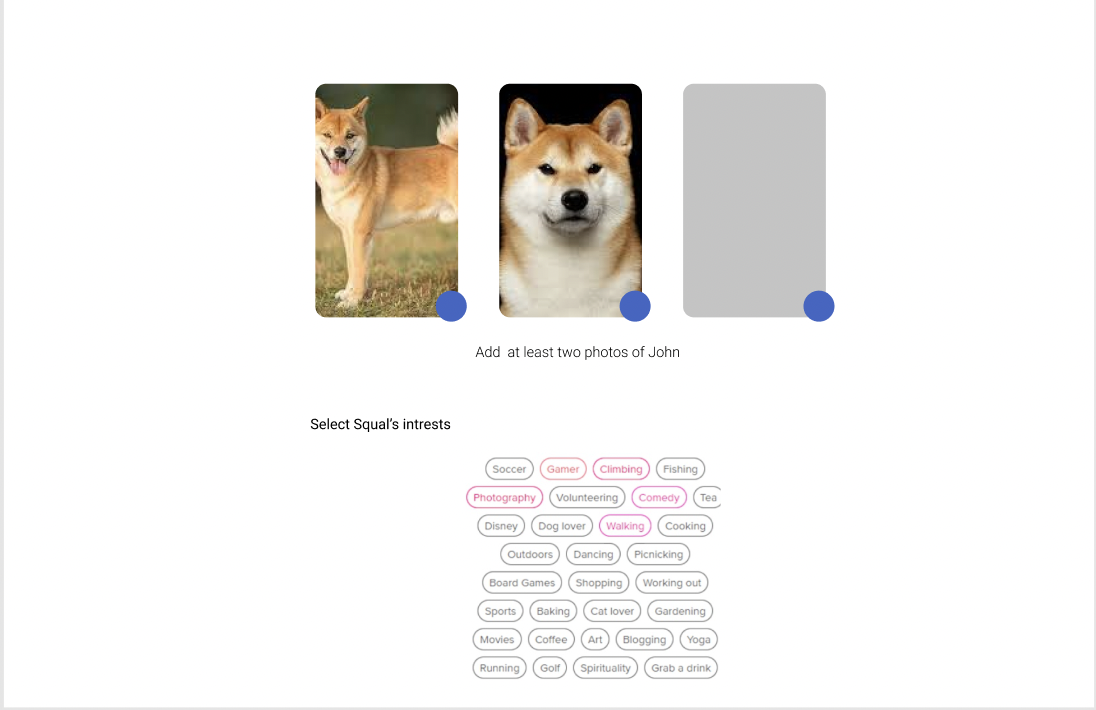 Add  at least two photos of John
Select Squal's intrests
Soccer Gamer Climbing Fishing
Photography Volunteering Comedy Tea
Disney Dog lover Walking Cooking
Outdoors Dancing Picnicking
Board Games Shopping Working out
Sports Baking Cat lover Gardening
Movies Coffee Art Blogging Yoga
Running Golf Spirituality Grab a drink